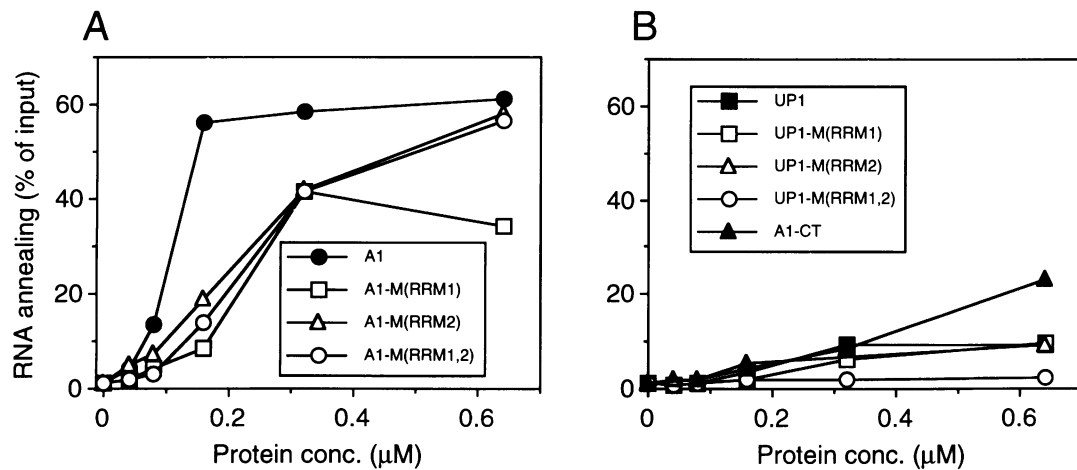 A
RNA annealing (% of input)
60
40
20
0
A1
A1-M(RRM1)
A1-M(RRM2)
A1-M(RRM1,2)
0 0.2 0.4 0.6
Protein conc. (μM)
B
60
40
20
0
UP1
UP1-M(RRM1)
UP1-M(RRM2)
UP1-M(RRM1,2)
A1-CT
0 0.2 0.4 0.6
Protein conc. (μM)